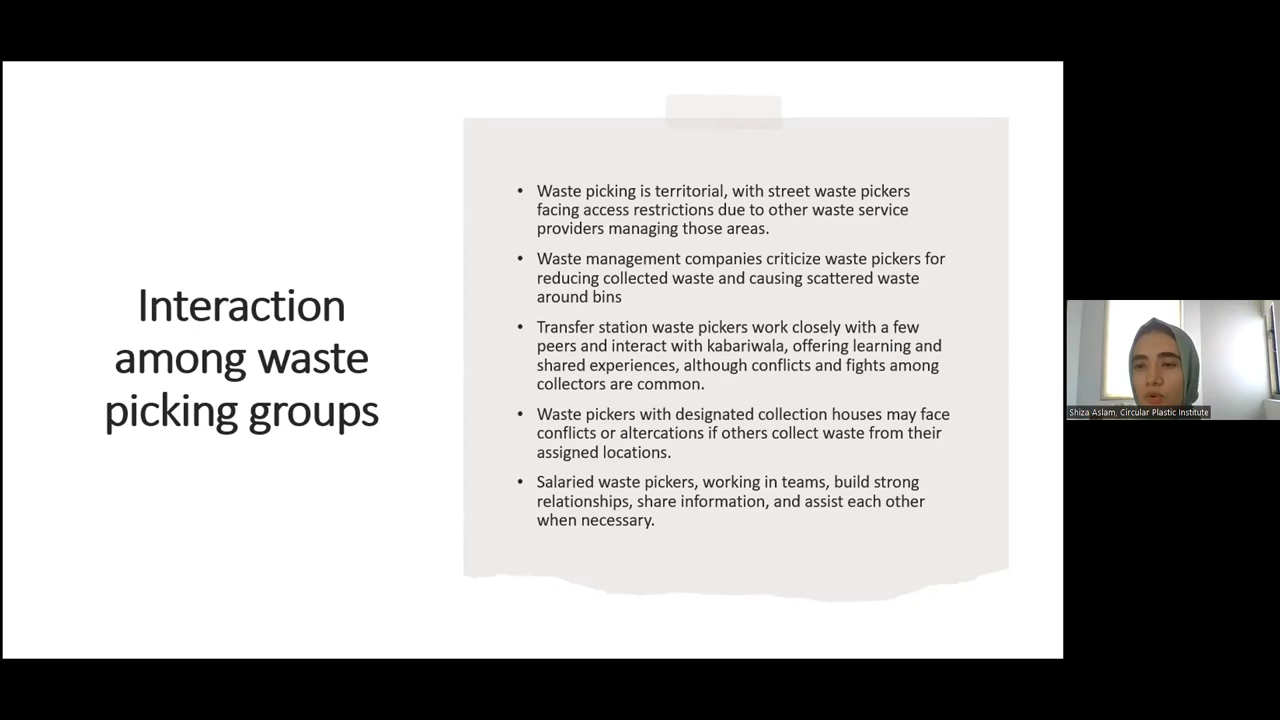 Interaction
among waste
picking groups
• Waste picking is territorial, with street waste pickers
facing access restrictions due to other waste service
providers managing those areas.
• Waste management companies criticize waste pickers for
reducing collected waste and causing scattered waste
around bins
• Transfer station waste pickers work closely with a few
peers and interact with kabariwala, offering learning and
shared experiences, although conflicts and fights among
collectors are common.
• Waste pickers with designated collection houses may face
conflicts or altercations if others collect waste from their
assigned locations.
• Salaried waste pickers, working in teams, build strong
relationships, share information, and assist each other
when necessary.
Shiza Aslam, Circular Plastic Institute